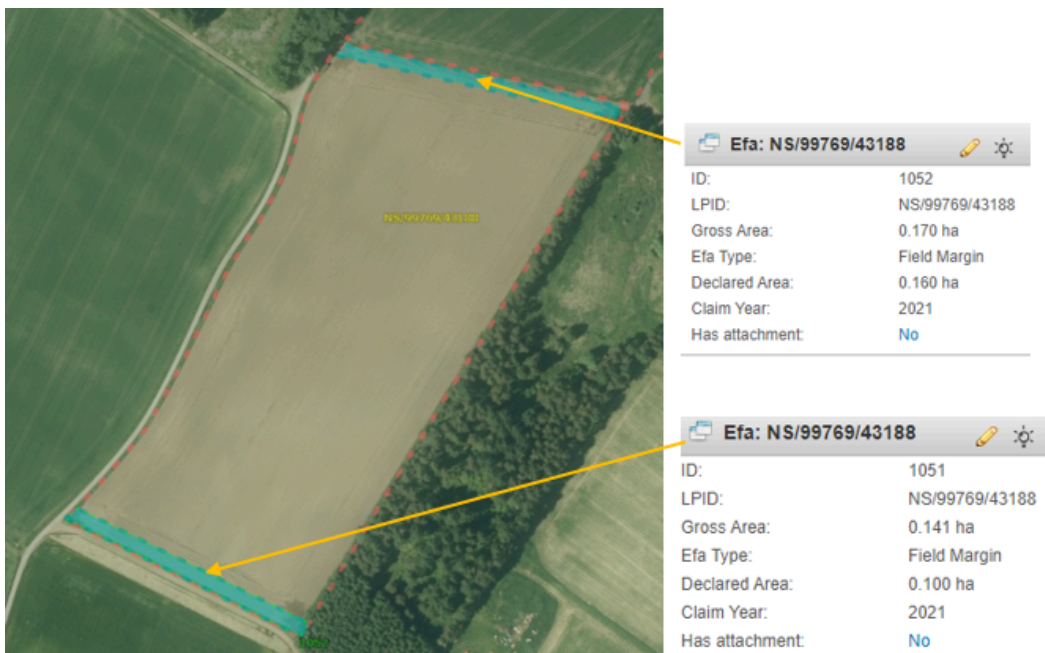 NS/99769/43188
Efa: NS/99769/43188
ID: 1052
LPID: NS/99769/43188
Gross Area: 0.170 ha
Efa Type: Field Margin
Declared Area: 0.160 ha
Claim Year: 2021
Has attachment: No
Efa: NS/99769/43188
ID: 1051
LPID: NS/99769/43188
Gross Area: 0.141 ha
Efa Type: Field Margin
Declared Area: 0.100 ha
Claim Year: 2021
Has attachment: No